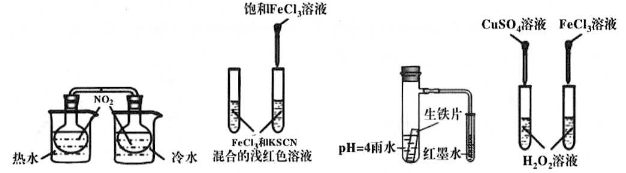 NO₂
热水
冷水
饱和FeCl₃溶液
FeCl₃和KSCN
混合的浅红色溶液
生铁片
pH=4雨水
红墨水
CuSO₄溶液
FeCl₃溶液
H₂O₂溶液